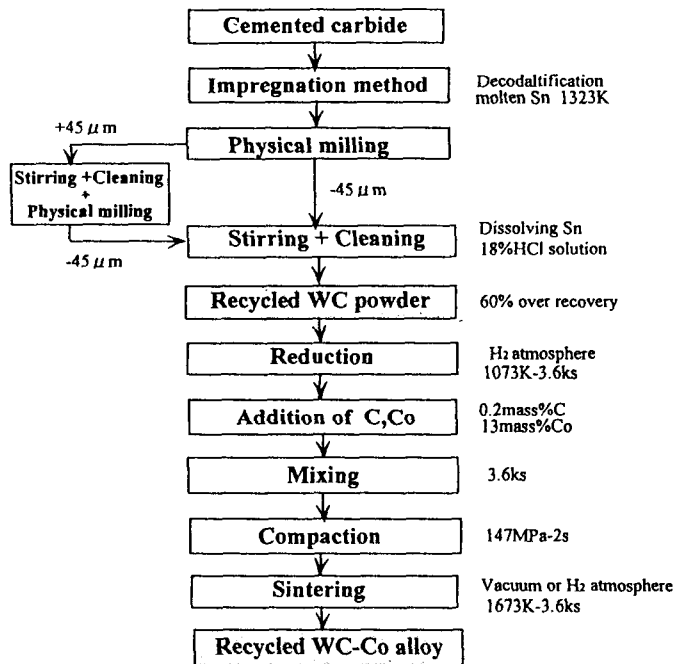 Cemented carbide
Impregnation method
Decodaltification
molten Sn 1323K
+45 μm
Physical milling
Stirring +Cleaning
+
Physical milling
-45 μm
-45 μm
Stirring + Cleaning
Dissolving Sn
18%HCl solution
Recycled WC powder
60% over recovery
Reduction
H₂ atmosphere
1073K-3.6ks
Addition of C,Co
0.2mass%C
13mass%Co
Mixing
3.6ks
Compaction
147MPa-2s
Sintering
Vacuum or H₂ atmosphere
1673K-3.6ks
Recycled WC-Co alloy